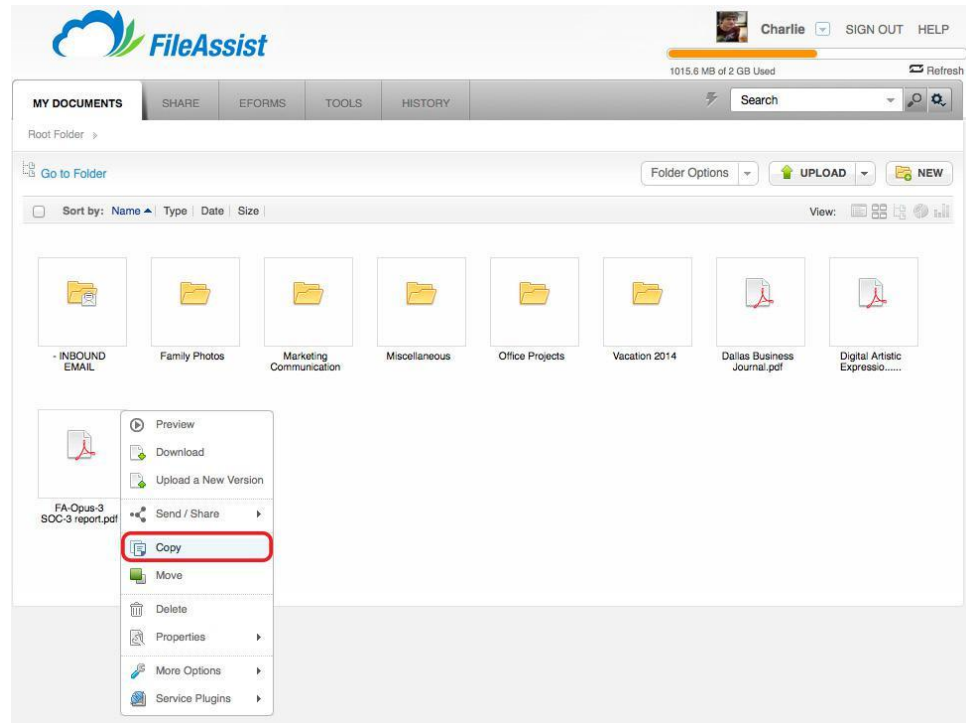 FileAssist
Charlie SIGN OUT HELP
1015.6 MB of 2 GB Used Refresh
MY DOCUMENTS SHARE EFORMS TOOLS HISTORY Search
Root Folder
Go to Folder Folder Options UPLOAD NEW
Sort by: Name Type Date Size View:
- INBOUND EMAIL
Family Photos
Marketing Communication
Miscellaneous
Office Projects
Vacation 2014
Dallas Business Journal.pdf
Digital Artistic Expressio......
FA-Opus-3
SOC-3 report.pdf
Preview
Download
Upload a New Version
Send / Share
Copy
Move
Delete
Properties
More Options
Service Plugins